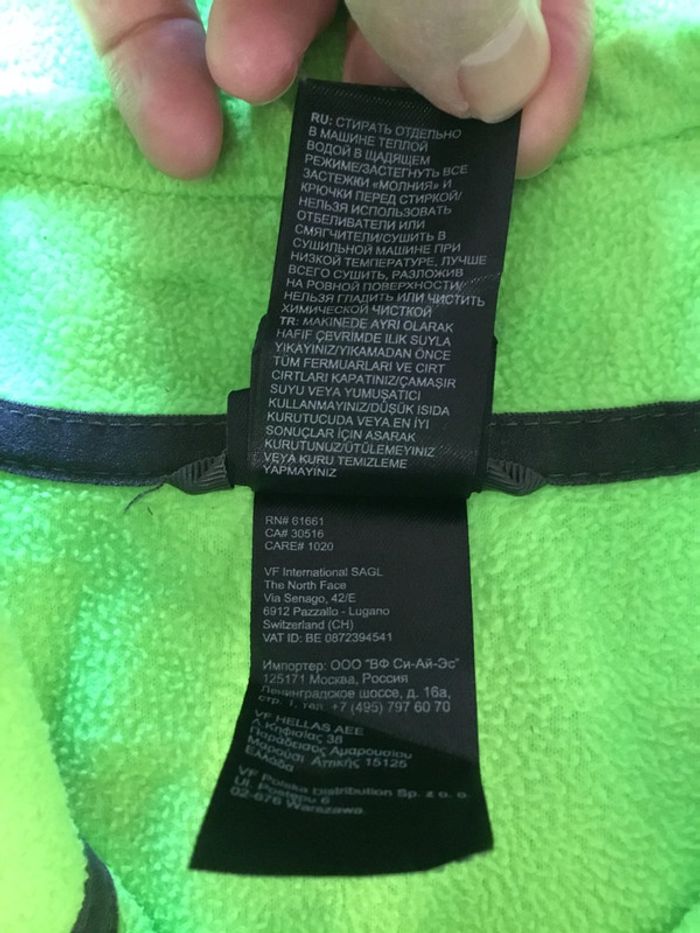 RU: СТИРАТЬ ОТДЕЛЬНО
В МАШИНЕ ТЕПЛОЙ
ВОДОЙ В ЩАДЯЩЕМ
РЕЖИМЕ/ЗАСТЕГНУТЬ ВСЕ
ЗАСТЕЖКИ «МОЛНИЯ» И
КРЮЧКИ ПЕРЕД СТИРКОЙ/
НЕЛЬЗЯ ИСПОЛЬЗОВАТЬ
ОТБЕЛИВАТЕЛИ ИЛИ
СМЯГЧИТЕЛИ/СУШИТЬ В
СУШИЛЬНОЙ МАШИНЕ ПРИ
НИЗКОЙ ТЕМПЕРАТУРЕ, ЛУЧШЕ
ВСЕГО СУШИТЬ, РАЗЛОЖИВ
НА РОВНОЙ ПОВЕРХНОСТИ/
НЕЛЬЗЯ ГЛАДИТЬ ИЛИ ЧИСТИТЬ
ХИМИЧЕСКОЙ ЧИСТКОЙ
TR: MAKINEDE AYRI OLARAK
HAFIF ÇEVRIMDE ILIK SUYLA
YIKAYINIZ/YIKAMADAN ÖNCE
TÜM FERMUARLARI VE CIRT
CIRTLARI KAPATINIZ/ÇAMAŞIR
SUYU VEYA YUMUŞATICI
KULLANMAYINIZ/DÜŞÜK ISIDA
KURUTUCUDA VEYA EN İYİ
SONUÇLAR İÇİN ASARAK
KURUTUNUZ/ÜTÜLEMEYINIZ
VEYA KURU TEMIZLEME
YAPMAYINIZ
RN# 61661
CA# 30516
CARE# 1020
VF International SAGL
The North Face
Via Senago, 42/E
6912 Pazzallo - Lugano
Switzerland (CH)
VAT ID: BE 0872394541
Импортер: ООО "ВФ Си-Ай-Эс"
125171 Москва, Россия
Ленинградское шоссе, д. 16а,
стр. 1, тел. +7 (495) 797 60 70
VF HELLAS AEE
Λ.Κηφισίας 38
Παράδεισος Αμαρουσίου
Μαρούσι Αττικής 15125
Ελλάδα
VF Polska Distribution Sp. z o. o.
Ul. Postępu 6
02-676 Warszawa